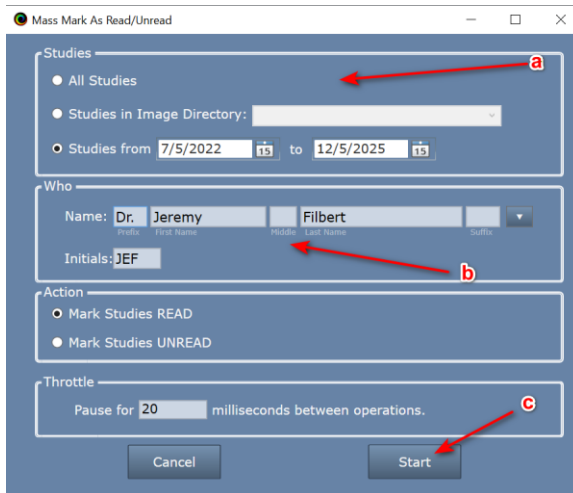 Mass Mark As Read/Unread
Studies
a
All Studies
Studies in Image Directory:
Studies from 7/5/2022 15 to 12/5/2025 15
Who
Name: Dr. Jeremy Filbert
Prefix First Name Middle Last Name Suffix
Initials: JEF
b
Action
Mark Studies READ
Mark Studies UNREAD
Throttle
Pause for 20 milliseconds between operations.
c
Cancel Start